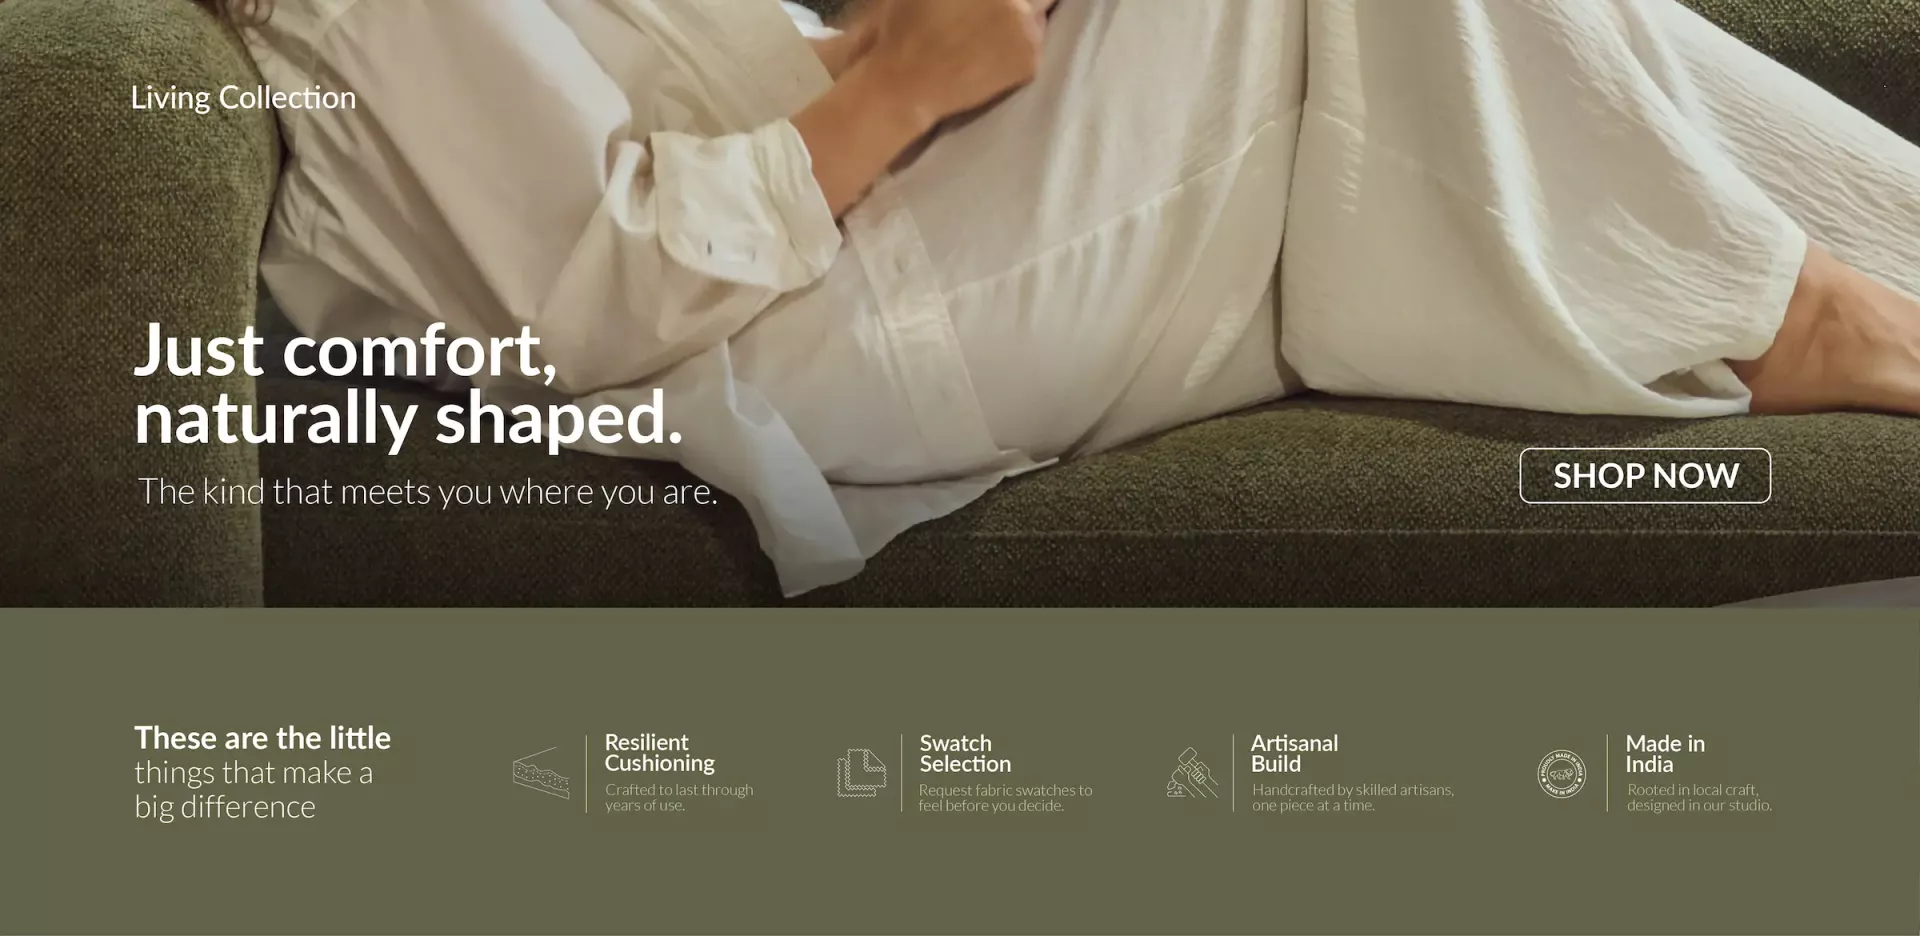 Living Collection
Just comfort,
naturally shaped.
The kind that meets you where you are.
SHOP NOW
These are the little
things that make a
big difference
Resilient
Cushioning
Crafted to last through
years of use.
Swatch
Selection
Request fabric swatches to
feel before you decide.
Artisanal
Build
Handcrafted by skilled artisans,
one piece at a time.
PROUDLY MADE IN INDIA
MAKE IN INDIA
Made in
India
Rooted in local craft,
designed in our studio.